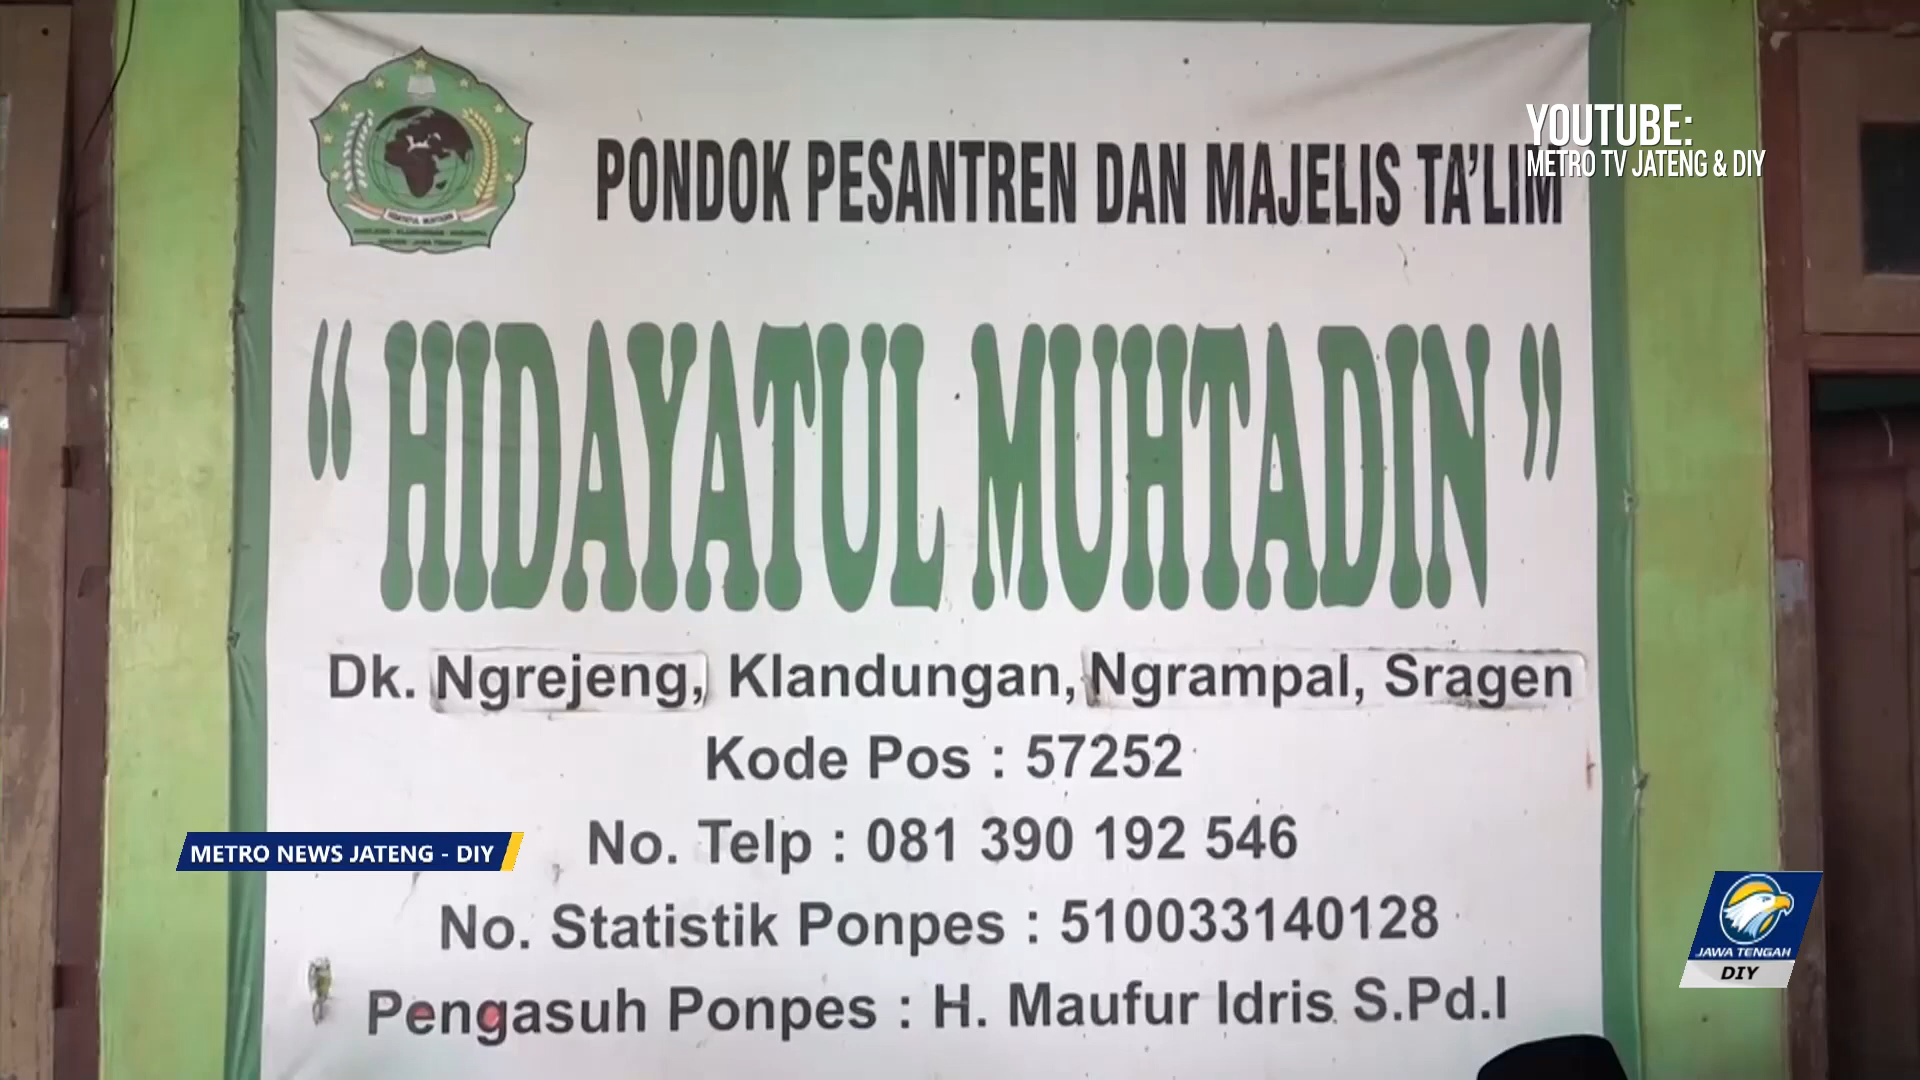 YOUTUBE:
METRO TV JATENG & DIY
PONDOK PESANTREN DAN MAJELIS TA'LIM
“ HIDAYATUL MUHTADIN ”
Dk. Ngrejeng, Klandungan, Ngrampal, Sragen
Kode Pos : 57252
No. Telp : 081 390 192 546
No. Statistik Ponpes : 510033140128
Pengasuh Ponpes : H. Maufur Idris S.Pd.I
METRO NEWS JATENG - DIY
JAWA TENGAH
DIY